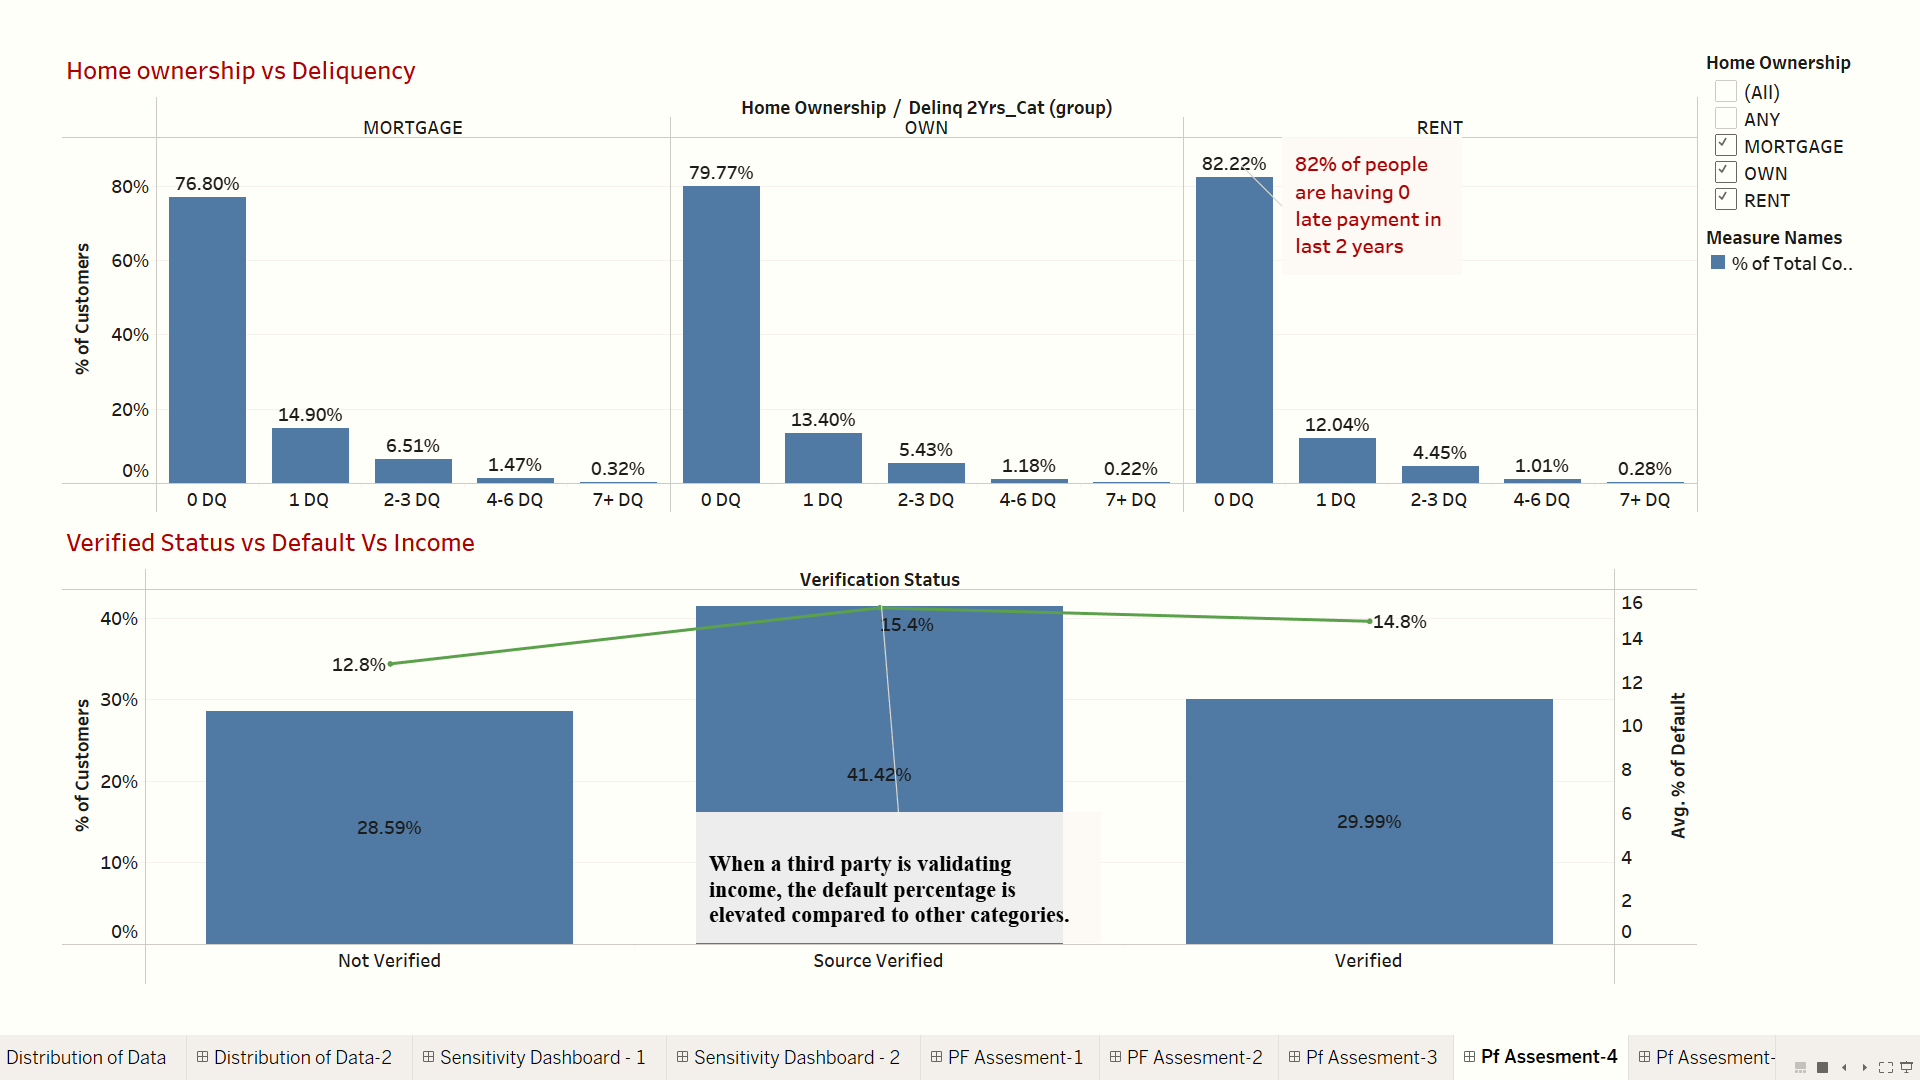 Home ownership vs Deliquency
Home Ownership / Delinq 2Yrs_Cat (group)
MORTGAGE OWN RENT
80%
60%
40%
20%
0%
% of Customers
76.80%
14.90%
6.51%
1.47%
0.32%
79.77%
13.40%
5.43%
1.18%
0.22%
82.22%
12.04%
4.45%
1.01%
0.28%
82% of people
are having 0
late payment in
last 2 years
0 DQ 1 DQ 2-3 DQ 4-6 DQ 7+ DQ 0 DQ 1 DQ 2-3 DQ 4-6 DQ 7+ DQ 0 DQ 1 DQ 2-3 DQ 4-6 DQ 7+ DQ
Home Ownership
(All)
ANY
MORTGAGE
OWN
RENT
Measure Names
% of Total Co..
Verified Status vs Default Vs Income
Verification Status
40%
30%
20%
10%
0%
% of Customers
12.8%
15.4%
14.8%
28.59%
41.42%
29.99%
When a third party is validating
income, the default percentage is
elevated compared to other categories.
16
14
12
10
8
6
4
2
0
Avg. % of Default
Not Verified Source Verified Verified
Distribution of Data Distribution of Data-2 Sensitivity Dashboard - 1 Sensitivity Dashboard - 2 PF Assesment-1 PF Assesment-2 Pf Assesment-3 Pf Assesment-4 Pf Assesment-